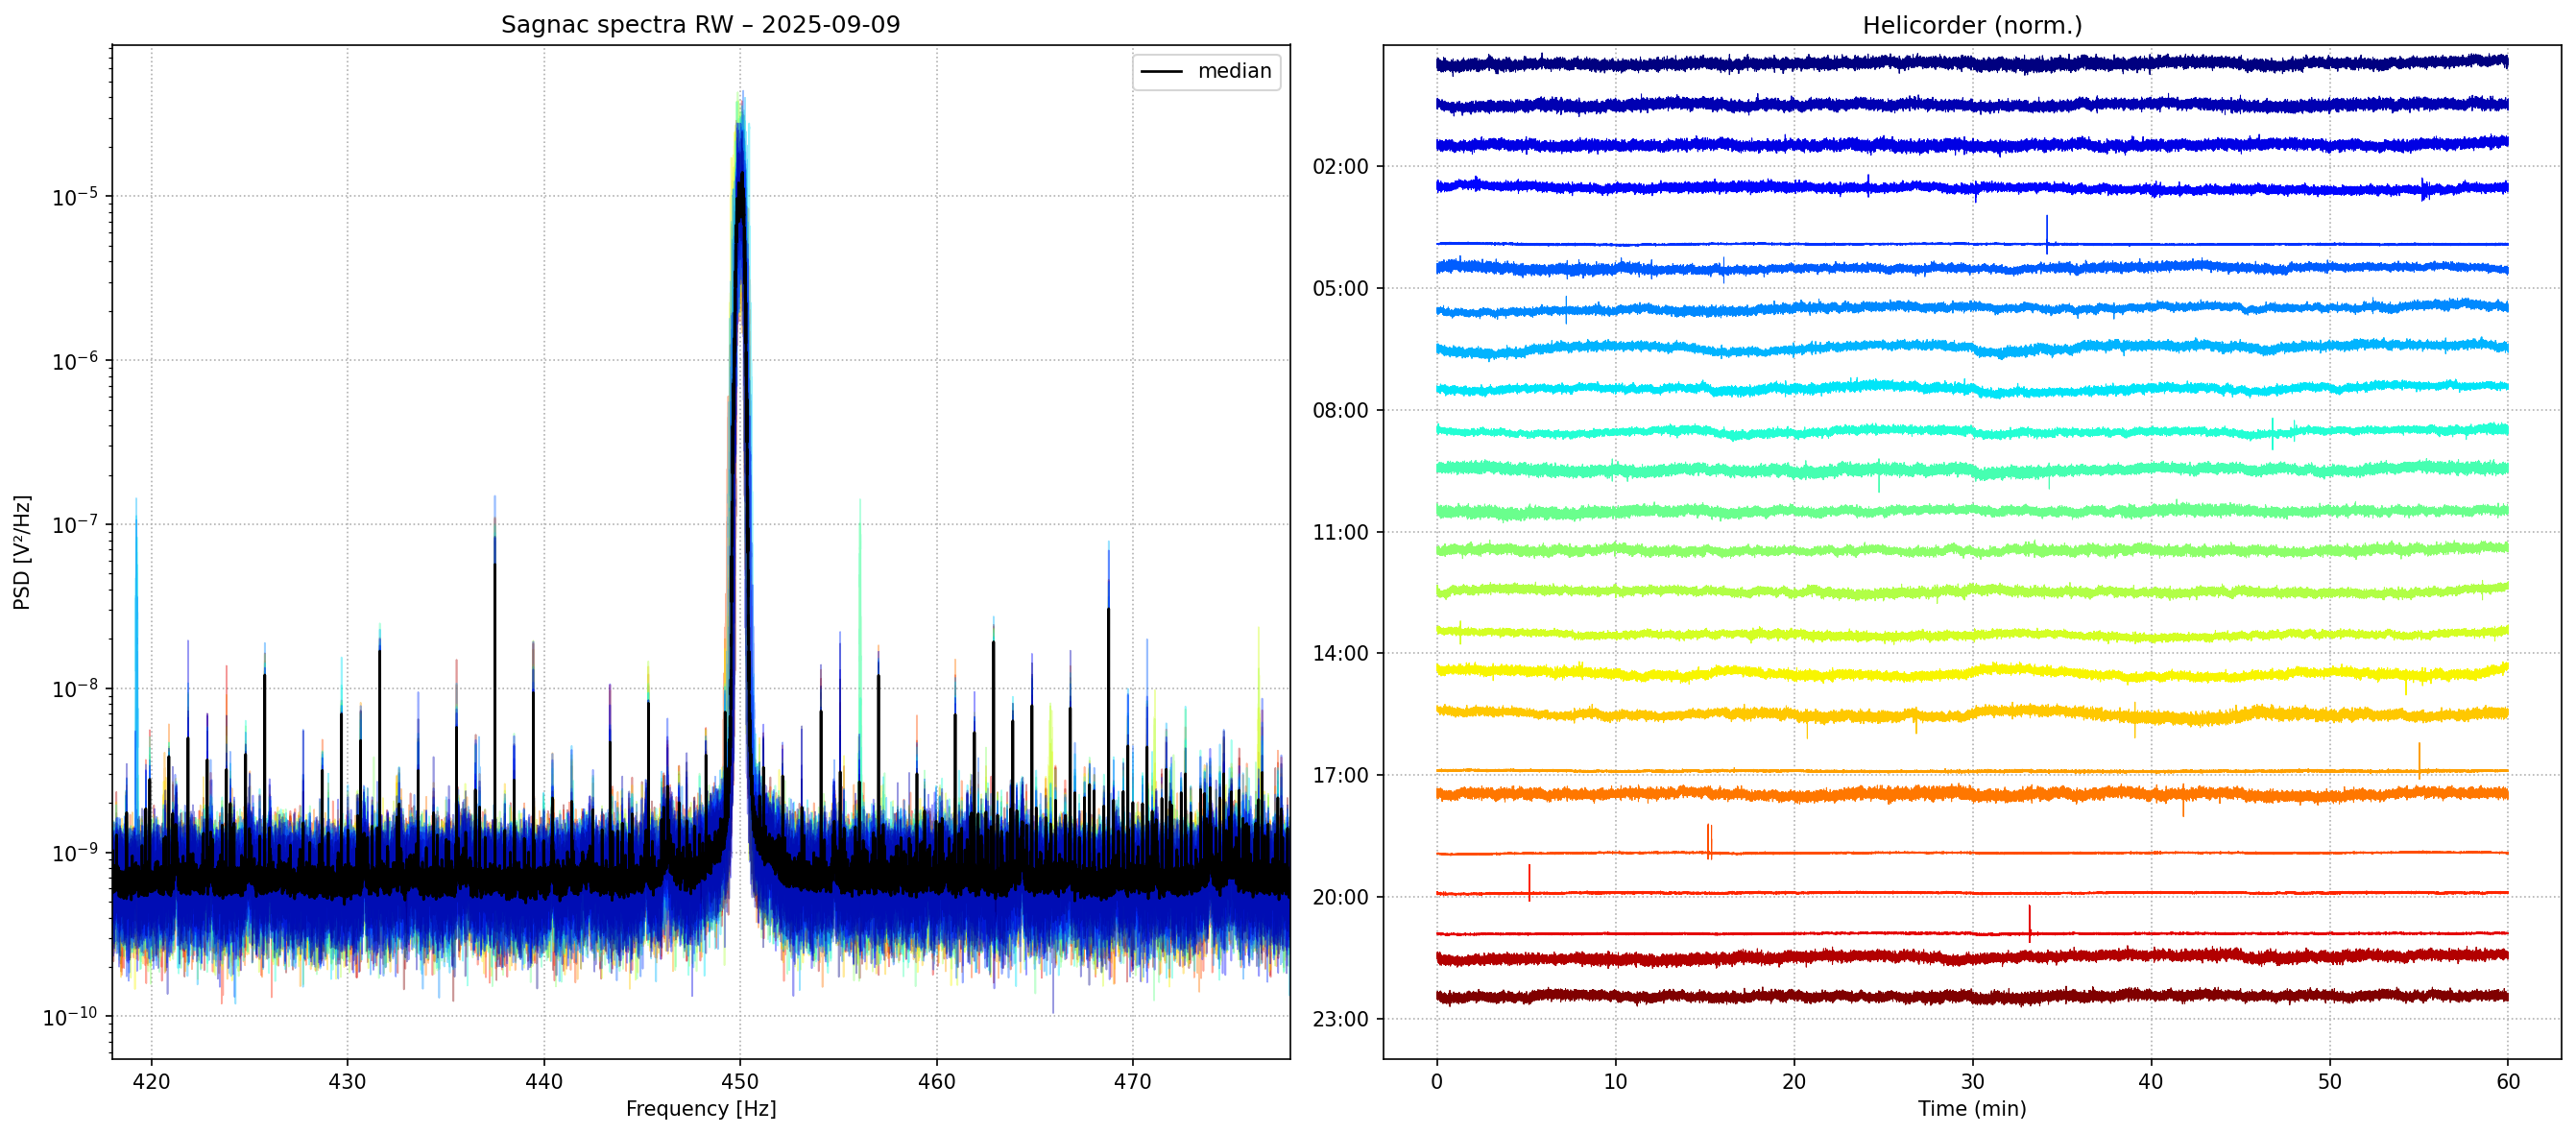 Sagnac spectra RW – 2025-09-09
median
10⁻⁵
10⁻⁶
10⁻⁷
10⁻⁸
10⁻⁹
10⁻¹⁰
PSD [V²/Hz]
420 430 440 450 460 470
Frequency [Hz]
Helicorder (norm.)
02:00
05:00
08:00
11:00
14:00
17:00
20:00
23:00
0 10 20 30 40 50 60
Time (min)